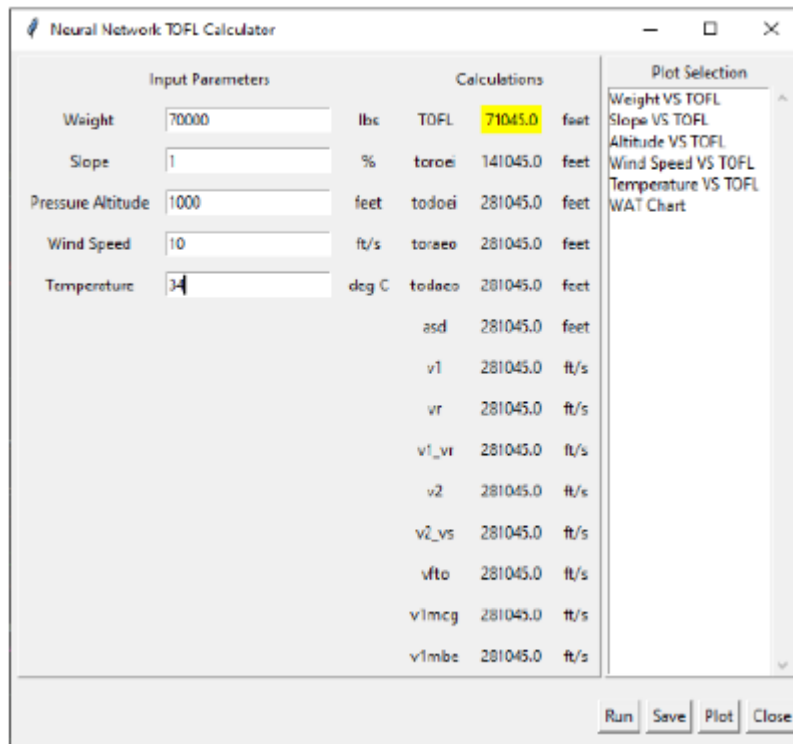 Neural Network TOFL Calculator
Input Parameters Calculations Plot Selection
Weight 70000 lbs TOFL 71045.0 feet
Slope 1 % toroei 141045.0 feet
Pressure Altitude 1000 feet todoei 281045.0 feet
Wind Speed 10 ft/s toraeo 281045.0 feet
Temperature 34 deg C todaeo 281045.0 feet
asd 281045.0 feet
v1 281045.0 ft/s
vr 281045.0 ft/s
v1_vr 281045.0 ft/s
v2 281045.0 ft/s
v2_vs 281045.0 ft/s
vfto 281045.0 ft/s
v1mcg 281045.0 ft/s
v1mbe 281045.0 ft/s
Weight VS TOFL
Slope VS TOFL
Altitude VS TOFL
Wind Speed VS TOFL
Temperature VS TOFL
WAT Chart
Run Save Plot Close